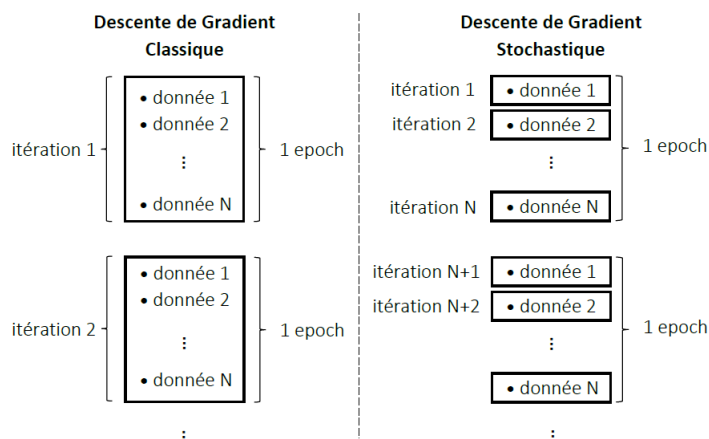 Descente de Gradient
Classique
itération 1
• donnée 1
• donnée 2
⋮
• donnée N
1 epoch
itération 2
• donnée 1
• donnée 2
⋮
• donnée N
1 epoch
⋮
Descente de Gradient
Stochastique
itération 1 • donnée 1
itération 2 • donnée 2
⋮
itération N • donnée N
1 epoch
itération N+1 • donnée 1
itération N+2 • donnée 2
⋮
• donnée N
1 epoch
⋮